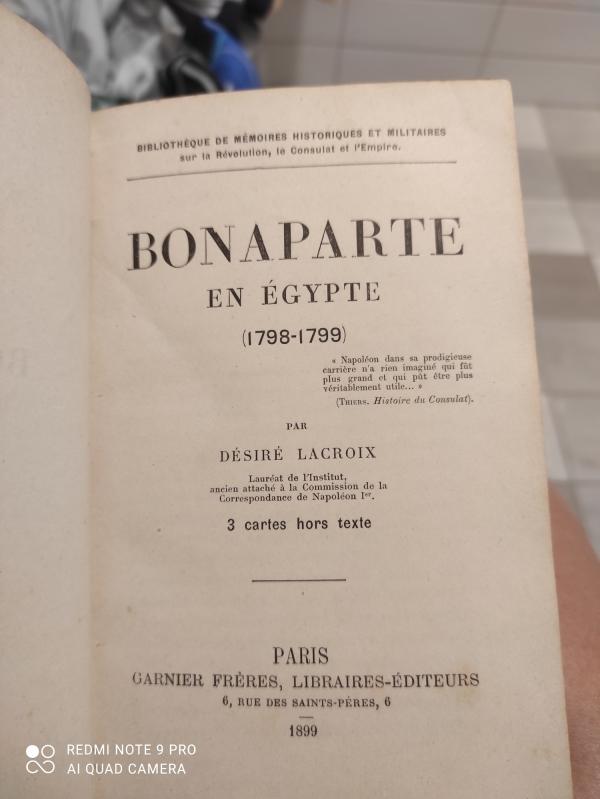 BIBLIOTHÈQUE DE MÉMOIRES HISTORIQUES ET MILITAIRES
sur la Révolution, le Consulat et l'Empire.
BONAPARTE
EN ÉGYPTE
(1798-1799)
« Napoléon dans sa prodigieuse
carrière n'a rien imaginé qui fût
plus grand et qui pût être plus
véritablement utile... »
(THIERS. Histoire du Consulat).
PAR
DÉSIRÉ LACROIX
Lauréat de l'Institut,
ancien attaché à la Commission de la
Correspondance de Napoléon Ier.
3 cartes hors texte
PARIS
GARNIER FRÈRES, LIBRAIRES-ÉDITEURS
6, RUE DES SAINTS-PÈRES, 6
1899
REDMI NOTE 9 PRO
AI QUAD CAMERA